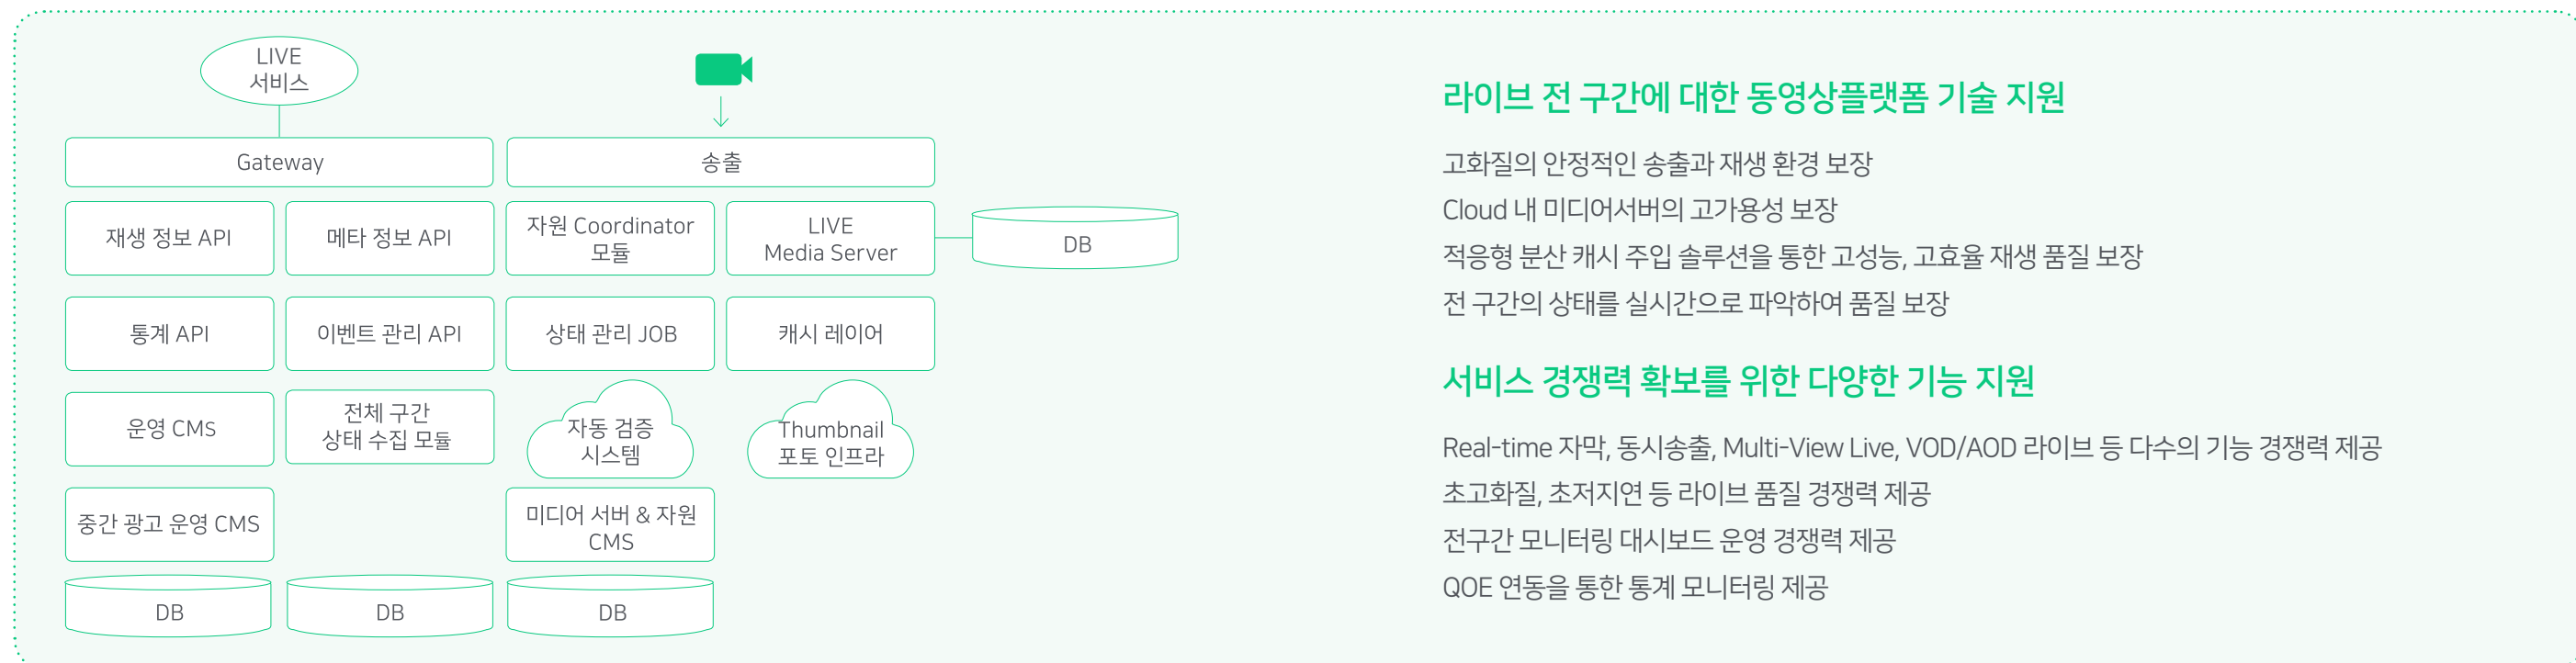 LIVE
서비스
Gateway
송출
재생 정보 API
메타 정보 API
자원 Coordinator
모듈
LIVE
Media Server
DB
통계 API
이벤트 관리 API
상태 관리 JOB
캐시 레이어
운영 CMS
전체 구간
상태 수집 모듈
자동 검증
시스템
Thumbnail
포토 인프라
중간 광고 운영 CMS
미디어 서버 & 자원
CMS
DB
DB
DB
라이브 전 구간에 대한 동영상플랫폼 기술 지원
고화질의 안정적인 송출과 재생 환경 보장
Cloud 내 미디어서버의 고가용성 보장
적응형 분산 캐시 주입 솔루션을 통한 고성능, 고효율 재생 품질 보장
전 구간의 상태를 실시간으로 파악하여 품질 보장
서비스 경쟁력 확보를 위한 다양한 기능 지원
Real-time 자막, 동시송출, Multi-View Live, VOD/AOD 라이브 등 다수의 기능 경쟁력 제공
초고화질, 초저지연 등 라이브 품질 경쟁력 제공
전구간 모니터링 대시보드 운영 경쟁력 제공
QOE 연동을 통한 통계 모니터링 제공